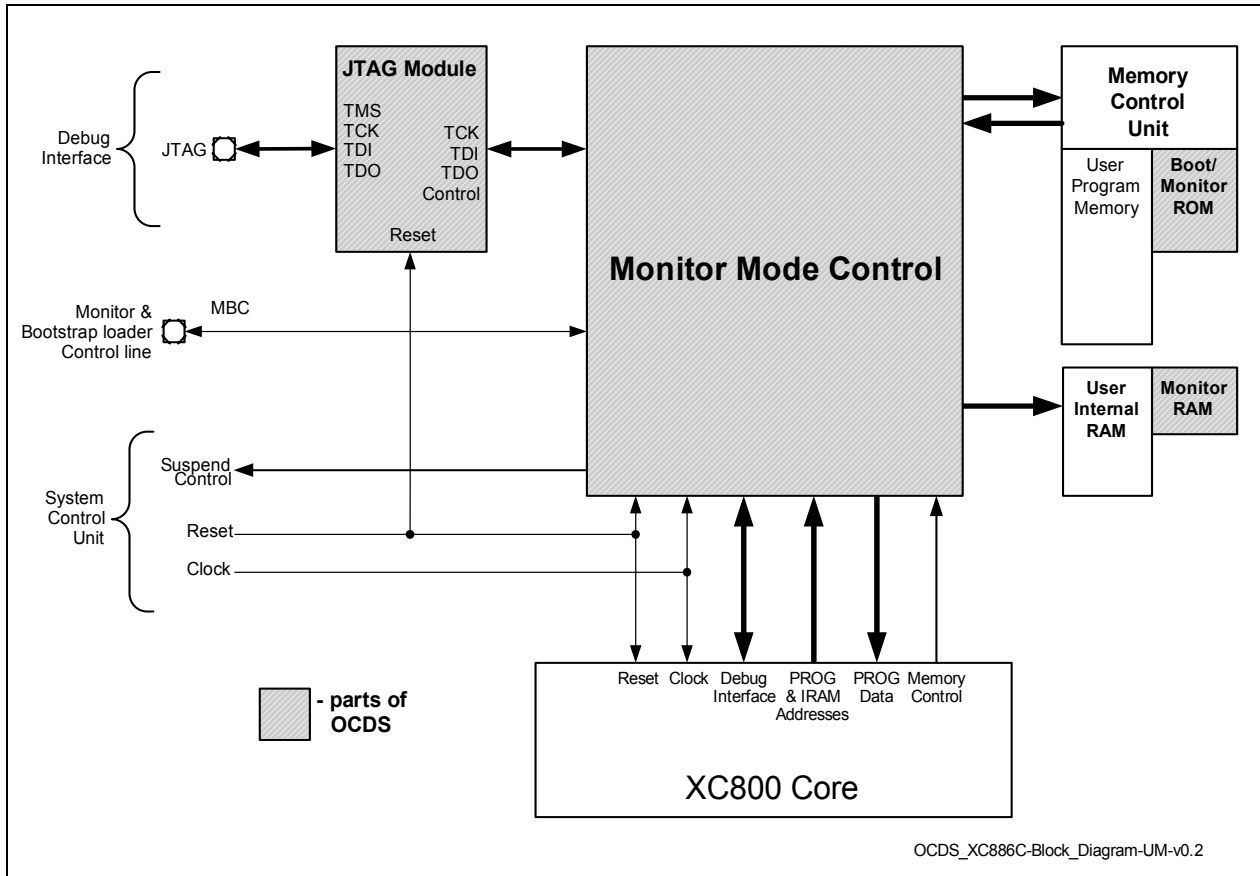 JTAG Module
TMS
TCK
TDI
TDO
TCK
TDI
TDO
Control
Reset
Debug
Interface
JTAG
Monitor Mode Control
Memory
Control
Unit
User
Program
Memory
Boot/
Monitor
ROM
Monitor &
Bootstrap loader
Control line
MBC
User
Internal
RAM
Monitor
RAM
System
Control
Unit
Suspend
Control
Reset
Clock
Reset
Clock
Debug
Interface
PROG
& IRAM
Addresses
PROG
Data
Memory
Control
- parts of
OCDS
XC800 Core
OCDS_XC886C-Block_Diagram-UM-v0.2